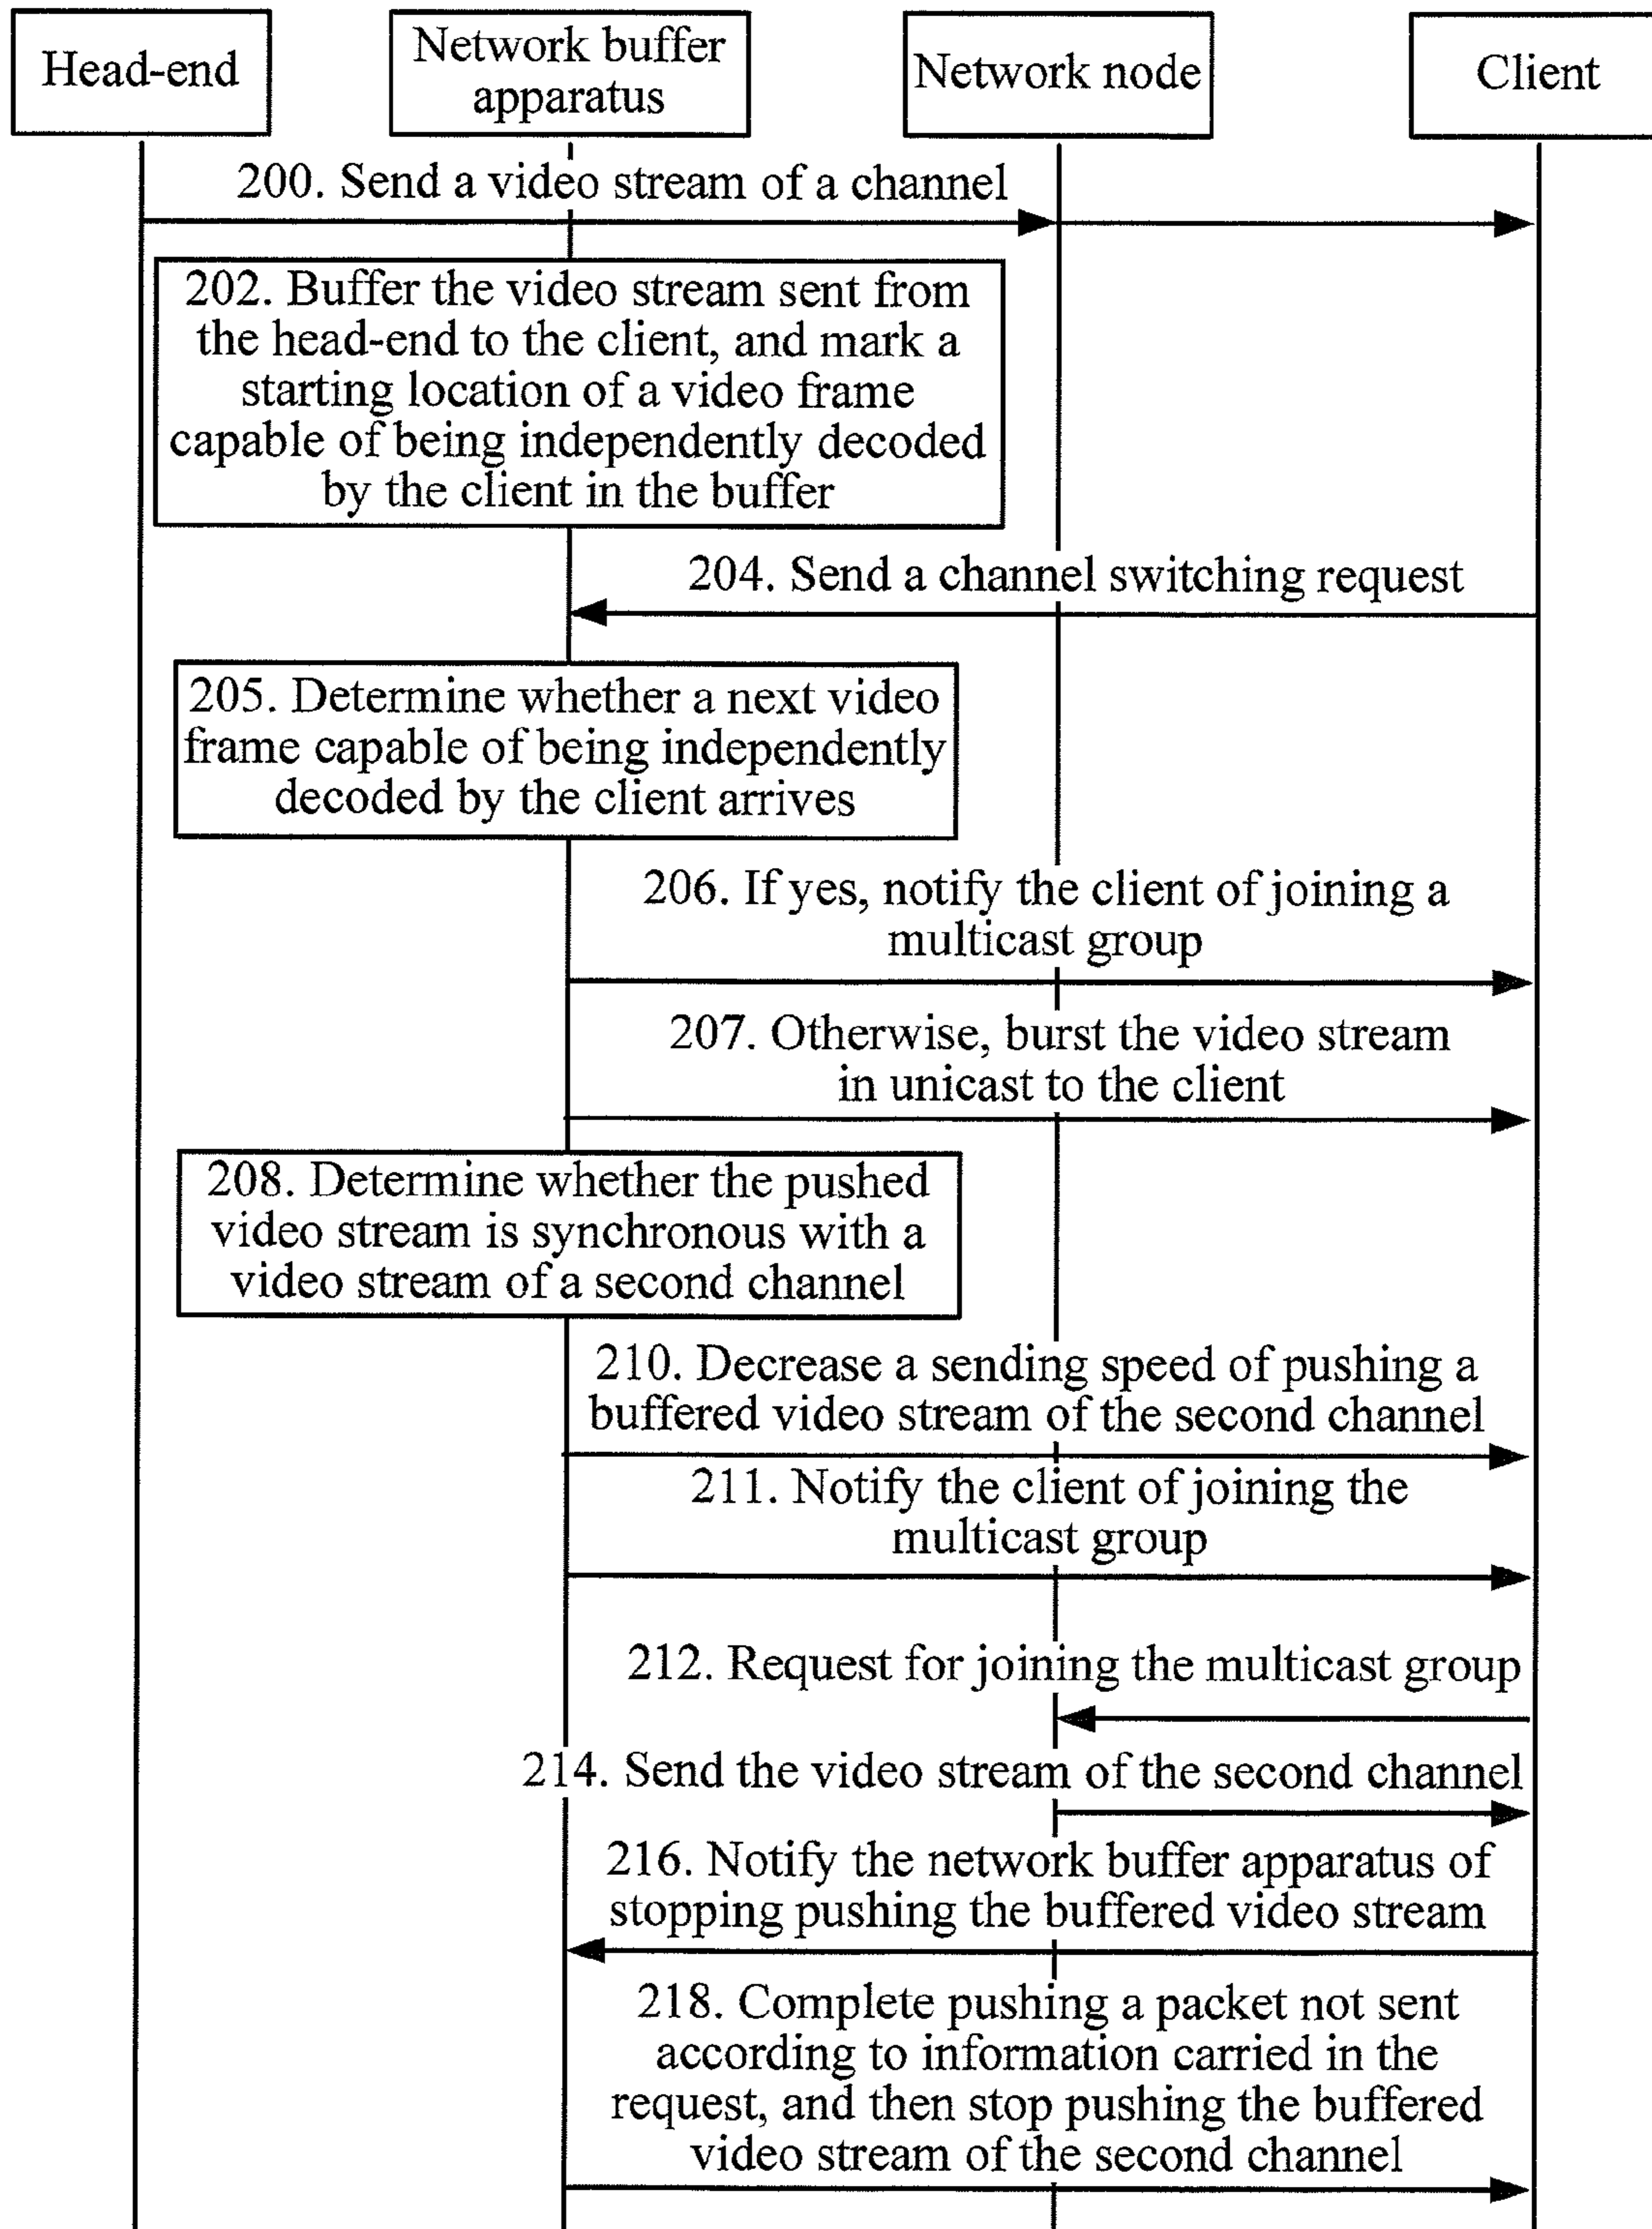 Head-end
Network buffer
apparatus
Network node
Client
200. Send a video stream of a channel
202. Buffer the video stream sent from
the head-end to the client, and mark a
starting location of a video frame
capable of being independently decoded
by the client in the buffer
204. Send a channel switching request
205. Determine whether a next video
frame capable of being independently
decoded by the client arrives
206. If yes, notify the client of joining a
multicast group
207. Otherwise, burst the video stream
in unicast to the client
208. Determine whether the pushed
video stream is synchronous with a
video stream of a second channel
210. Decrease a sending speed of pushing a
buffered video stream of the second channel
211. Notify the client of joining the
multicast group
212. Request for joining the multicast group
214. Send the video stream of the second channel
216. Notify the network buffer apparatus of
stopping pushing the buffered video stream
218. Complete pushing a packet not sent
according to information carried in the
request, and then stop pushing the buffered
video stream of the second channel